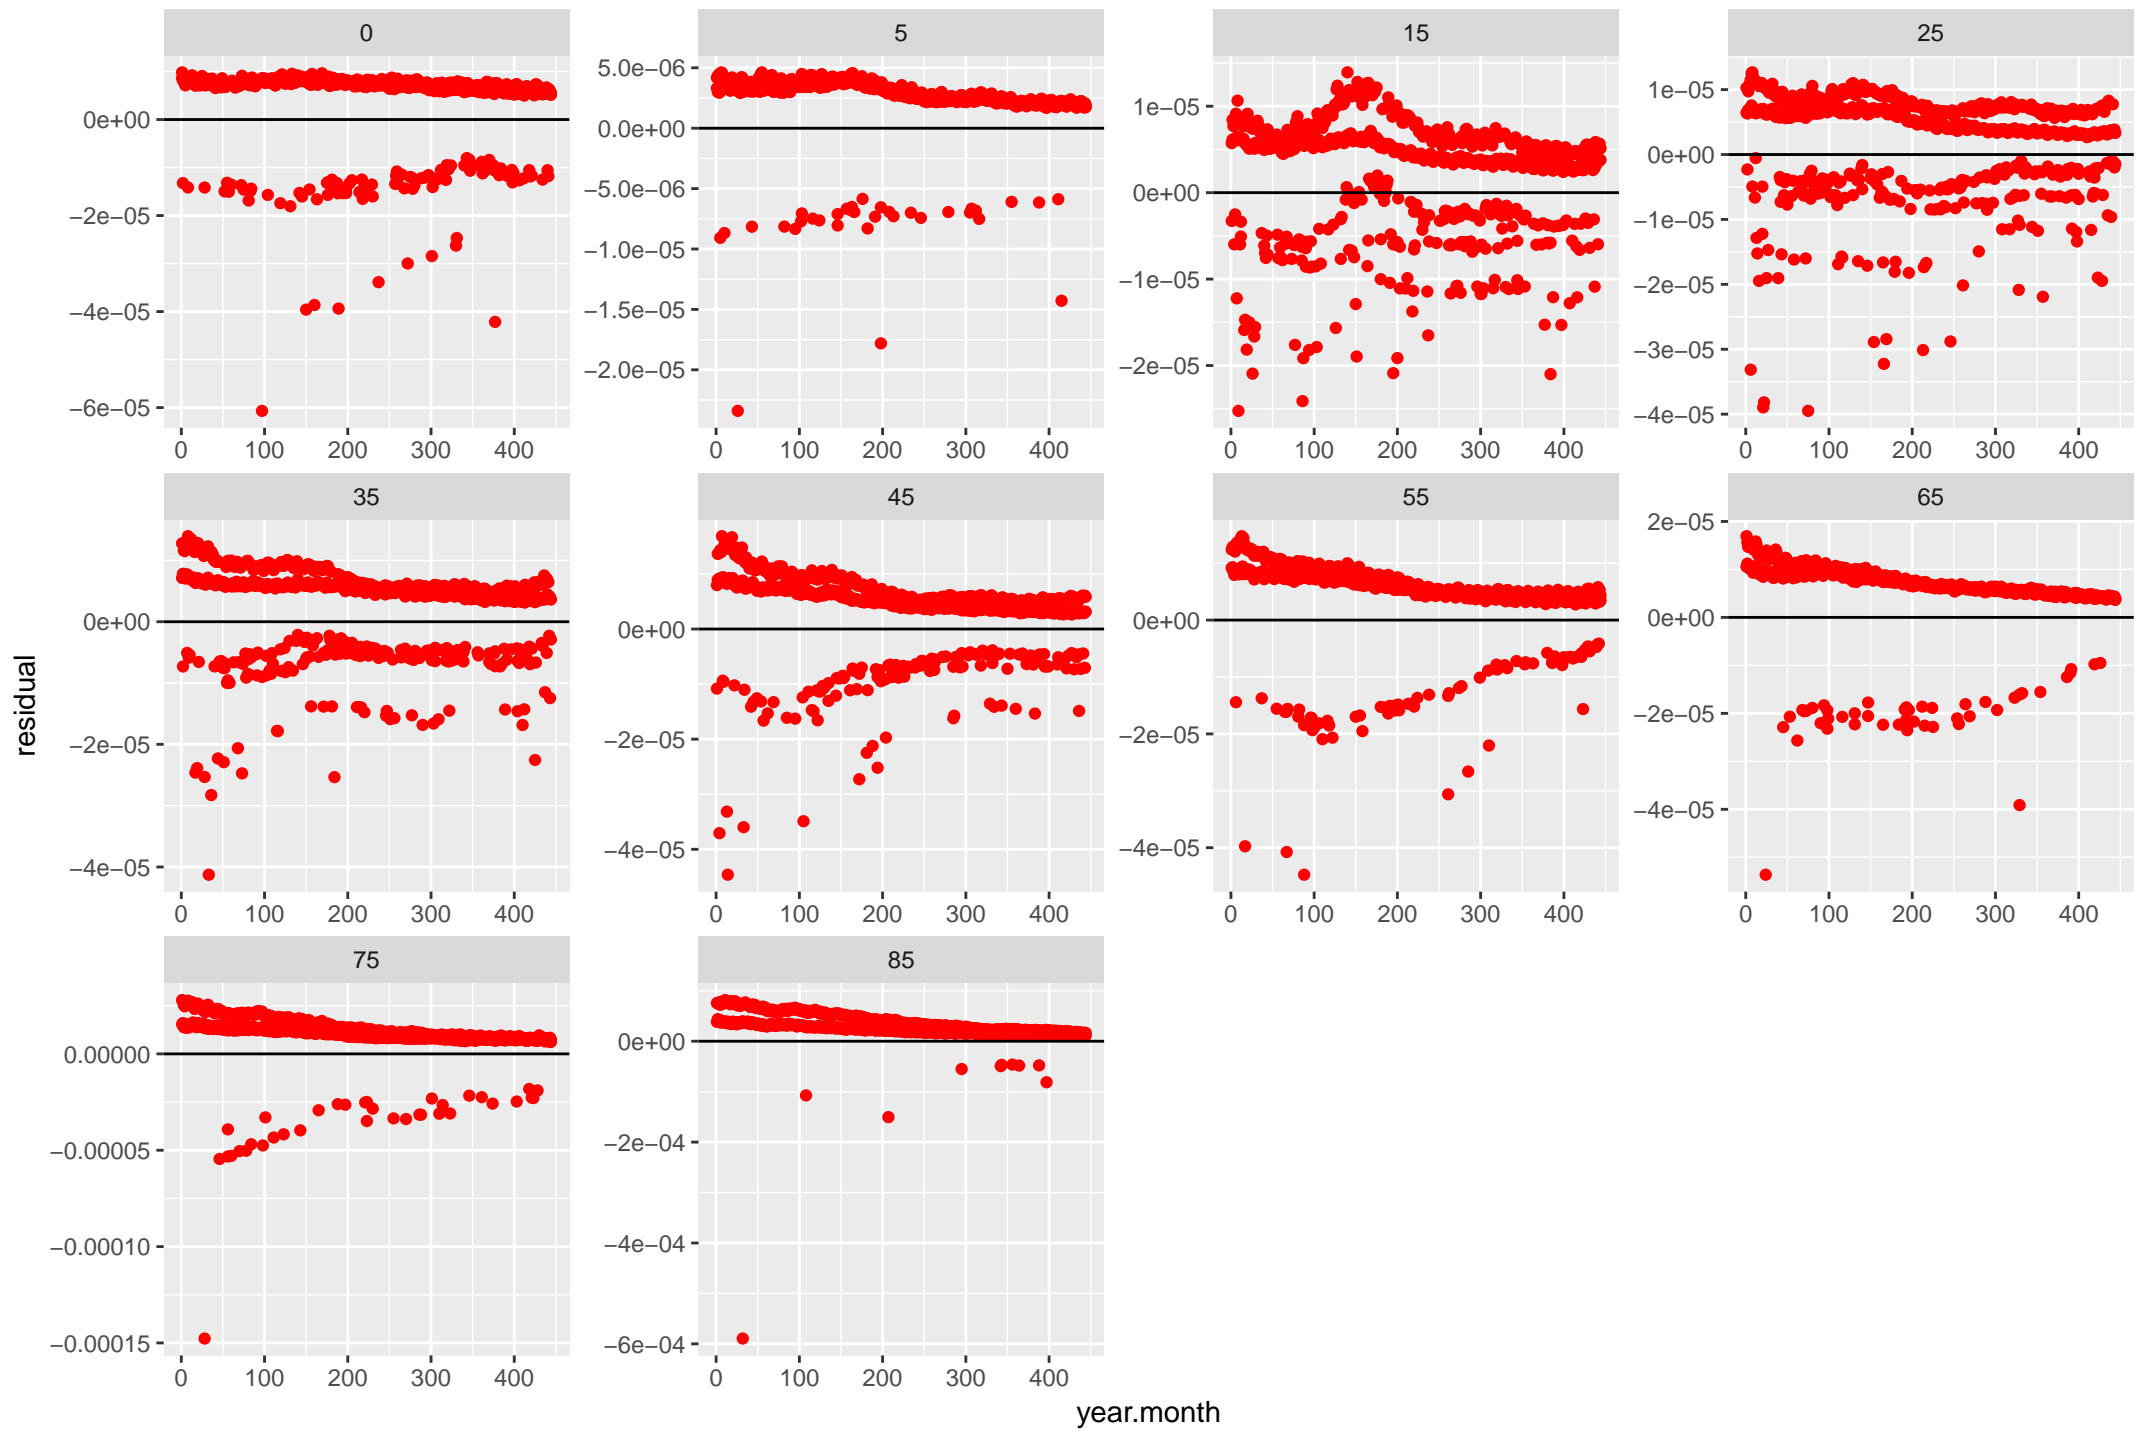 0
5
15
25
0e+00
−2e−05
−4e−05
−6e−05
5.0e−06
0.0e+00
−5.0e−06
−1.0e−05
−1.5e−05
−2.0e−05
1e−05
0e+00
−1e−05
−2e−05
1e−05
0e+00
−1e−05
−2e−05
−3e−05
−4e−05
0 100 200 300 400
0 100 200 300 400
0 100 200 300 400
0 100 200 300 400
35
45
55
65
0e+00
−2e−05
−4e−05
0e+00
−2e−05
−4e−05
0e+00
−2e−05
−4e−05
2e−05
0e+00
−2e−05
−4e−05
0 100 200 300 400
0 100 200 300 400
0 100 200 300 400
0 100 200 300 400
residual
75
85
0.00000
−0.00005
−0.00010
−0.00015
0e+00
−2e−04
−4e−04
−6e−04
0 100 200 300 400
0 100 200 300 400
year.month